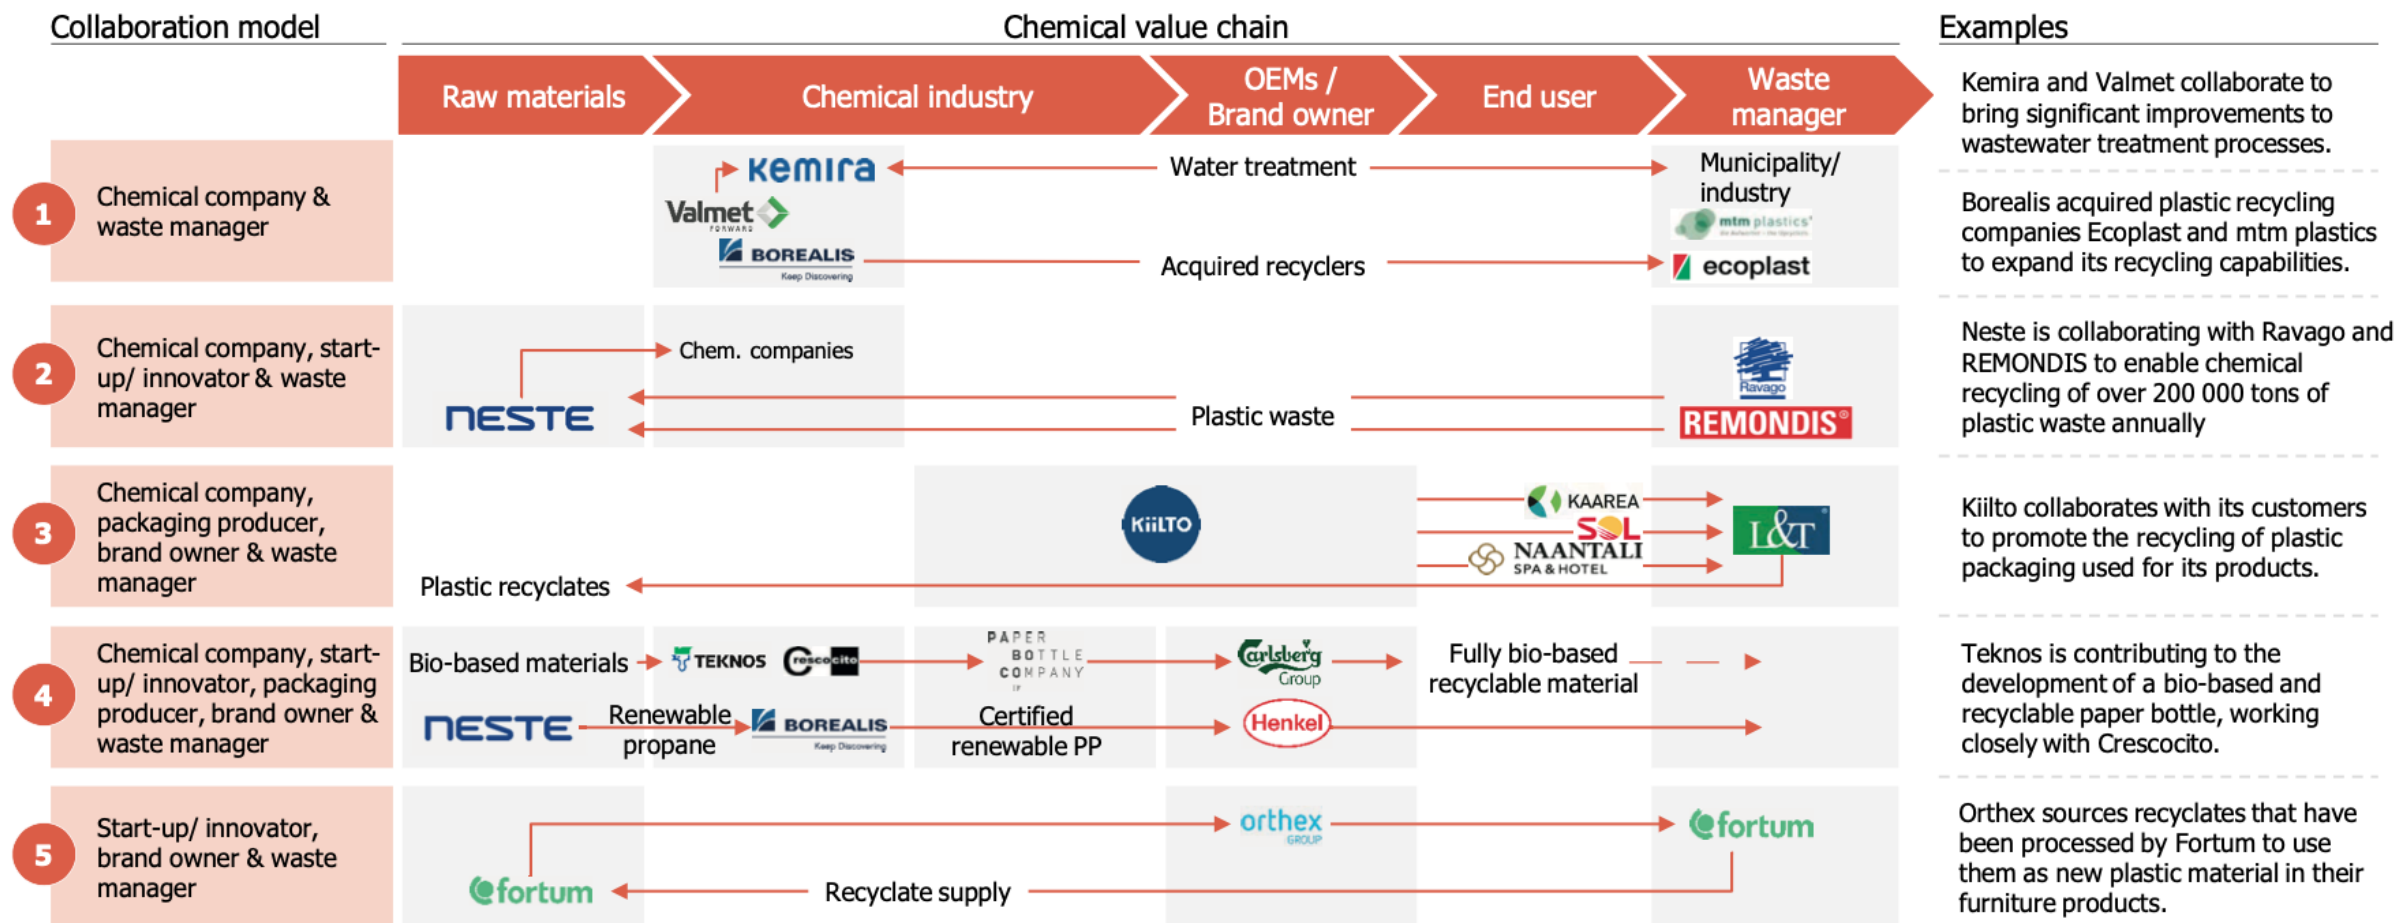 Collaboration model
Chemical value chain
Examples
Raw materials
Chemical industry
OEMs /
Brand owner
End user
Waste
manager
Kemira and Valmet collaborate to
bring significant improvements to
wastewater treatment processes.
1
Chemical company &
waste manager
kemira
Valmet
FORWARD
BOREALIS
Keep Discovering
Water treatment
Acquired recyclers
Municipality/
industry
mtm plastics
ecoplast
Borealis acquired plastic recycling
companies Ecoplast and mtm plastics
to expand its recycling capabilities.
2
Chemical company, start-
up/ innovator & waste
manager
NESTE
Chem. companies
Plastic waste
Ravago
REMONDIS®
Neste is collaborating with Ravago and
REMONDIS to enable chemical
recycling of over 200 000 tons of
plastic waste annually
3
Chemical company,
packaging producer,
brand owner & waste
manager
Plastic recyclates
KiiLTO
KAAREA
SOL
NAANTALI
SPA & HOTEL
L&T
Kiilto collaborates with its customers
to promote the recycling of plastic
packaging used for its products.
4
Chemical company, start-
up/ innovator, packaging
producer, brand owner &
waste manager
Bio-based materials
TEKNOS
Crescocito
PAPER
BOTTLE
COMPANY
Carlsberg
Group
Fully bio-based
recyclable material
NESTE
Renewable
propane
BOREALIS
Keep Discovering
Certified
renewable PP
Henkel
Teknos is contributing to the
development of a bio-based and
recyclable paper bottle, working
closely with Crescocito.
5
Start-up/ innovator,
brand owner & waste
manager
fortum
Recyclate supply
orthex
GROUP
fortum
Orthex sources recyclates that have
been processed by Fortum to use
them as new plastic material in their
furniture products.